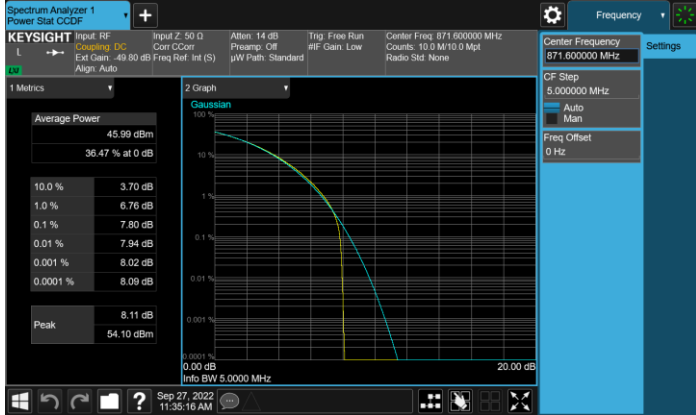 Spectrum Analyzer 1
Power Stat CCDF
Frequency
KEYSIGHT
L
LXI
Input: RF
Coupling: DC
Ext Gain: -49.80 dB
Align: Auto
Input Z: 50 Ω
Corr CCorr
Freq Ref: Int (S)
Atten: 14 dB
Preamp: Off
µW Path: Standard
Trig: Free Run
#IF Gain: Low
Center Freq: 871.600000 MHz
Counts: 10.0 M/10.0 Mpt
Radio Std: None
Center Frequency
871.600000 MHz
Settings
CF Step
5.000000 MHz
Auto
Man
Freq Offset
0 Hz
1 Metrics
Average Power
45.99 dBm
36.47 % at 0 dB
10.0 % 3.70 dB
1.0 % 6.76 dB
0.1 % 7.80 dB
0.01 % 7.94 dB
0.001 % 8.02 dB
0.0001 % 8.09 dB
Peak
8.11 dB
54.10 dBm
2 Graph
Gaussian
100 %
10 %
1 %
0.1 %
0.01 %
0.001 %
0.0001 %
0.00 dB 20.00 dB
Info BW 5.0000 MHz
?
Sep 27, 2022
11:35:16 AM